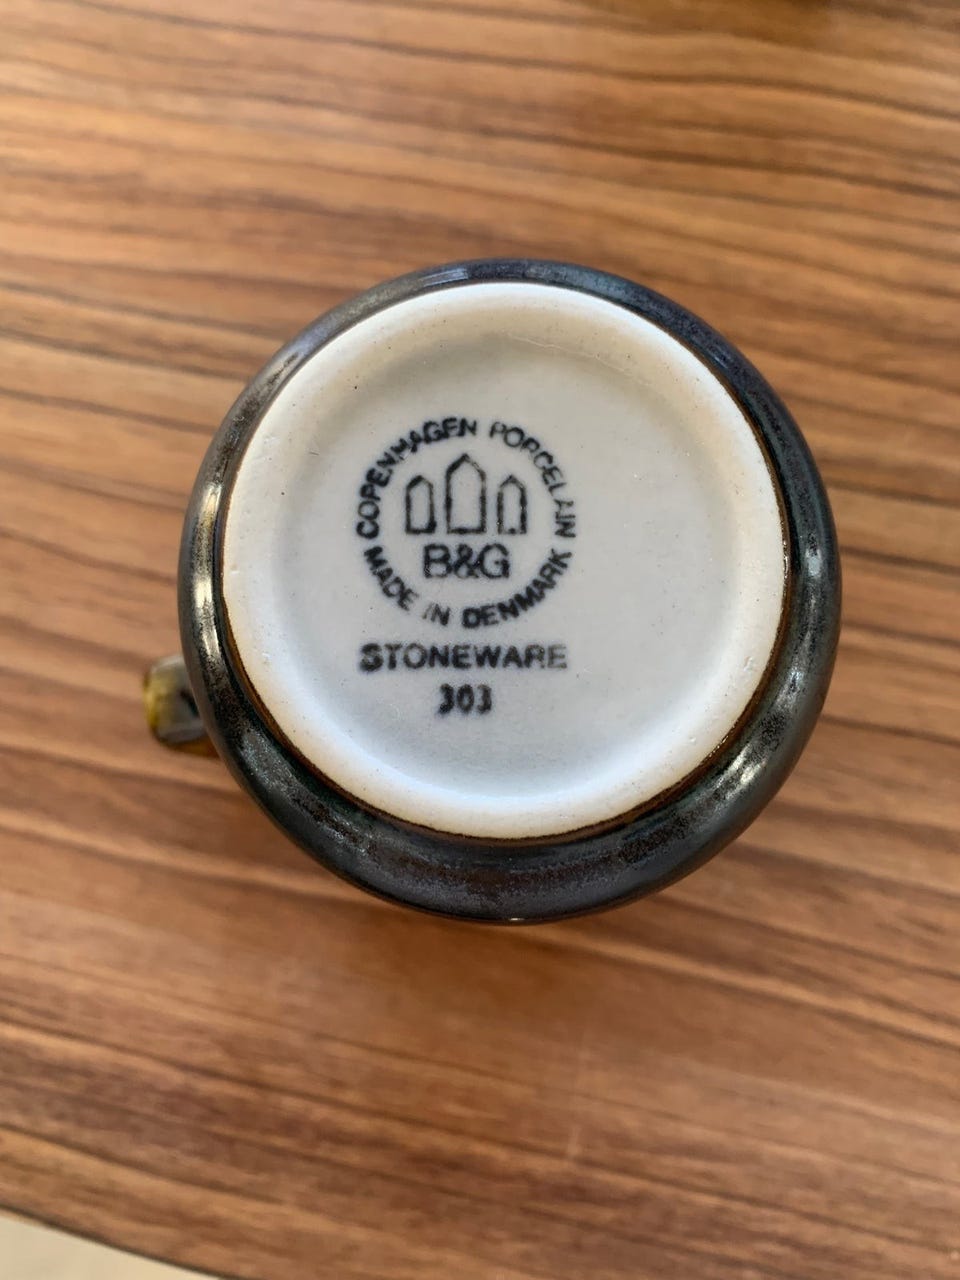 COPENHAGEN PORCELAIN
B&G
MADE IN DENMARK
STONEWARE
303